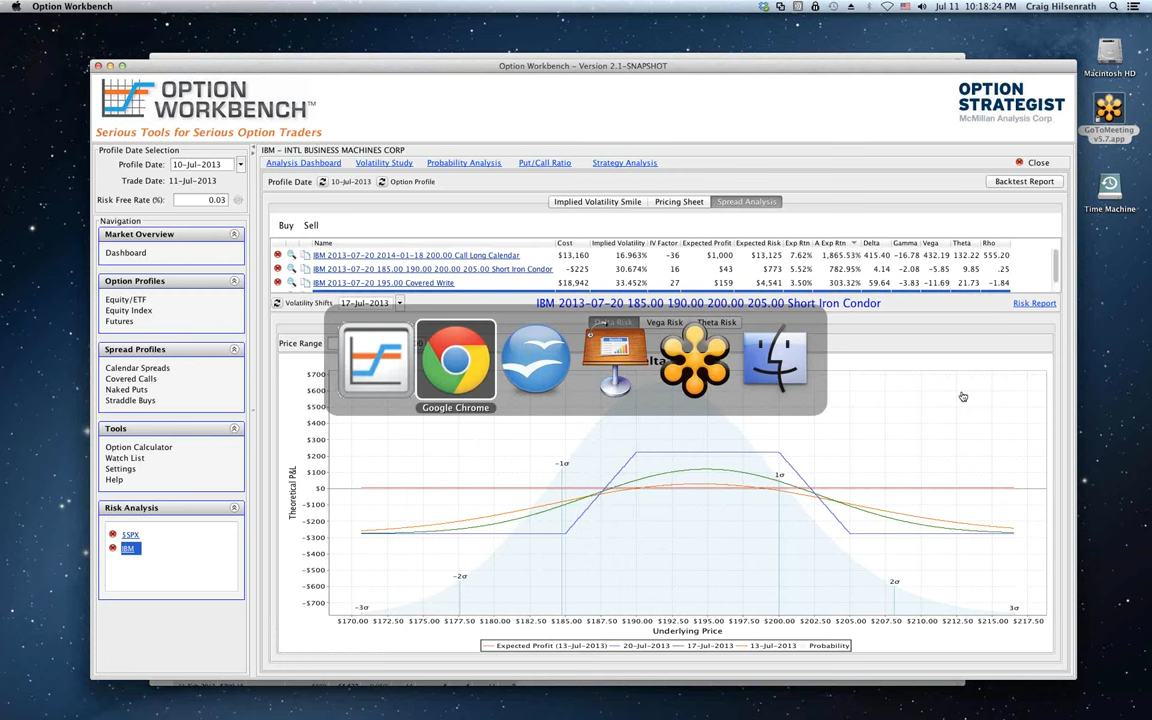 Option Workbench
Jul 11 10:18:24 PM Craig Hilsenrath
Option Workbench - Version 2.1-SNAPSHOT
Macintosh HD
GoToMeeting
v5.7.app
Time Machine
OPTION
WORKBENCH™
Serious Tools for Serious Option Traders
OPTION
STRATEGIST
McMillan Analysis Corp
Profile Date Selection
Profile Date: 10-Jul-2013
Trade Date: 11-Jul-2013
Risk Free Rate (%): 0.03
Navigation
Market Overview
Dashboard
Option Profiles
Equity/ETF
Equity Index
Futures
Spread Profiles
Calendar Spreads
Covered Calls
Naked Puts
Straddle Buys
Tools
Option Calculator
Watch List
Settings
Help
Risk Analysis
$SPX
IBM
IBM - INTL BUSINESS MACHINES CORP
Analysis Dashboard Volatility Study Probability Analysis Put/Call Ratio Strategy Analysis Close
Profile Date 10-Jul-2013 Option Profile Backtest Report
Implied Volatility Smile Pricing Sheet Spread Analysis
Buy Sell
Name Cost Implied Volatility IV Factor Expected Profit Expected Risk Exp Rtn A Exp Rtn Delta Gamma Vega Theta Rho
IBM 2013-07-20 2014-01-18 200.00 Call Long Calendar $13,160 16.963% -36 $1,000 $13,125 7.62% 1,865.53% 415.40 -16.78 432.19 132.22 555.20
IBM 2013-07-20 185.00 190.00 200.00 205.00 Short Iron Condor -$225 30.674% 16 $43 $773 5.52% 782.95% 4.14 -2.08 -5.85 9.85 .25
IBM 2013-07-20 195.00 Covered Write $18,942 33.452% 27 $159 $4,541 3.50% 303.32% 59.64 -3.83 -11.69 21.73 -1.84
Volatility Shifts 17-Jul-2013 IBM 2013-07-20 185.00 190.00 200.00 205.00 Short Iron Condor Risk Report
Delta Risk Vega Risk Theta Risk
Price Range
Google Chrome
$700
$600
$500
$400
$300
$200
$100
$0
-$100
-$200
-$300
-$400
-$500
-$600
-$700
Theoretical P&L
-3σ
-2σ
-1σ
1σ
2σ
3σ
$170.00 $172.50 $175.00 $177.50 $180.00 $182.50 $185.00 $187.50 $190.00 $192.50 $195.00 $197.50 $200.00 $202.50 $205.00 $207.50 $210.00 $212.50 $215.00 $217.50
Underlying Price
Expected Profit (13-Jul-2013) 20-Jul-2013 17-Jul-2013 13-Jul-2013 Probability